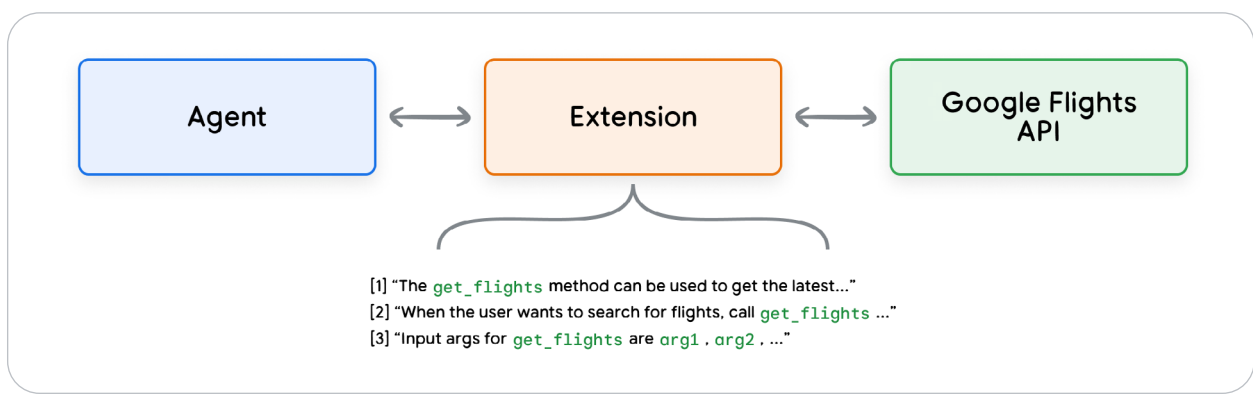 Agent
Extension
Google Flights
API
[1] “The get_flights method can be used to get the latest...”
[2] “When the user wants to search for flights, call get_flights ...”
[3] “Input args for get_flights are arg1 , arg2 , ...”